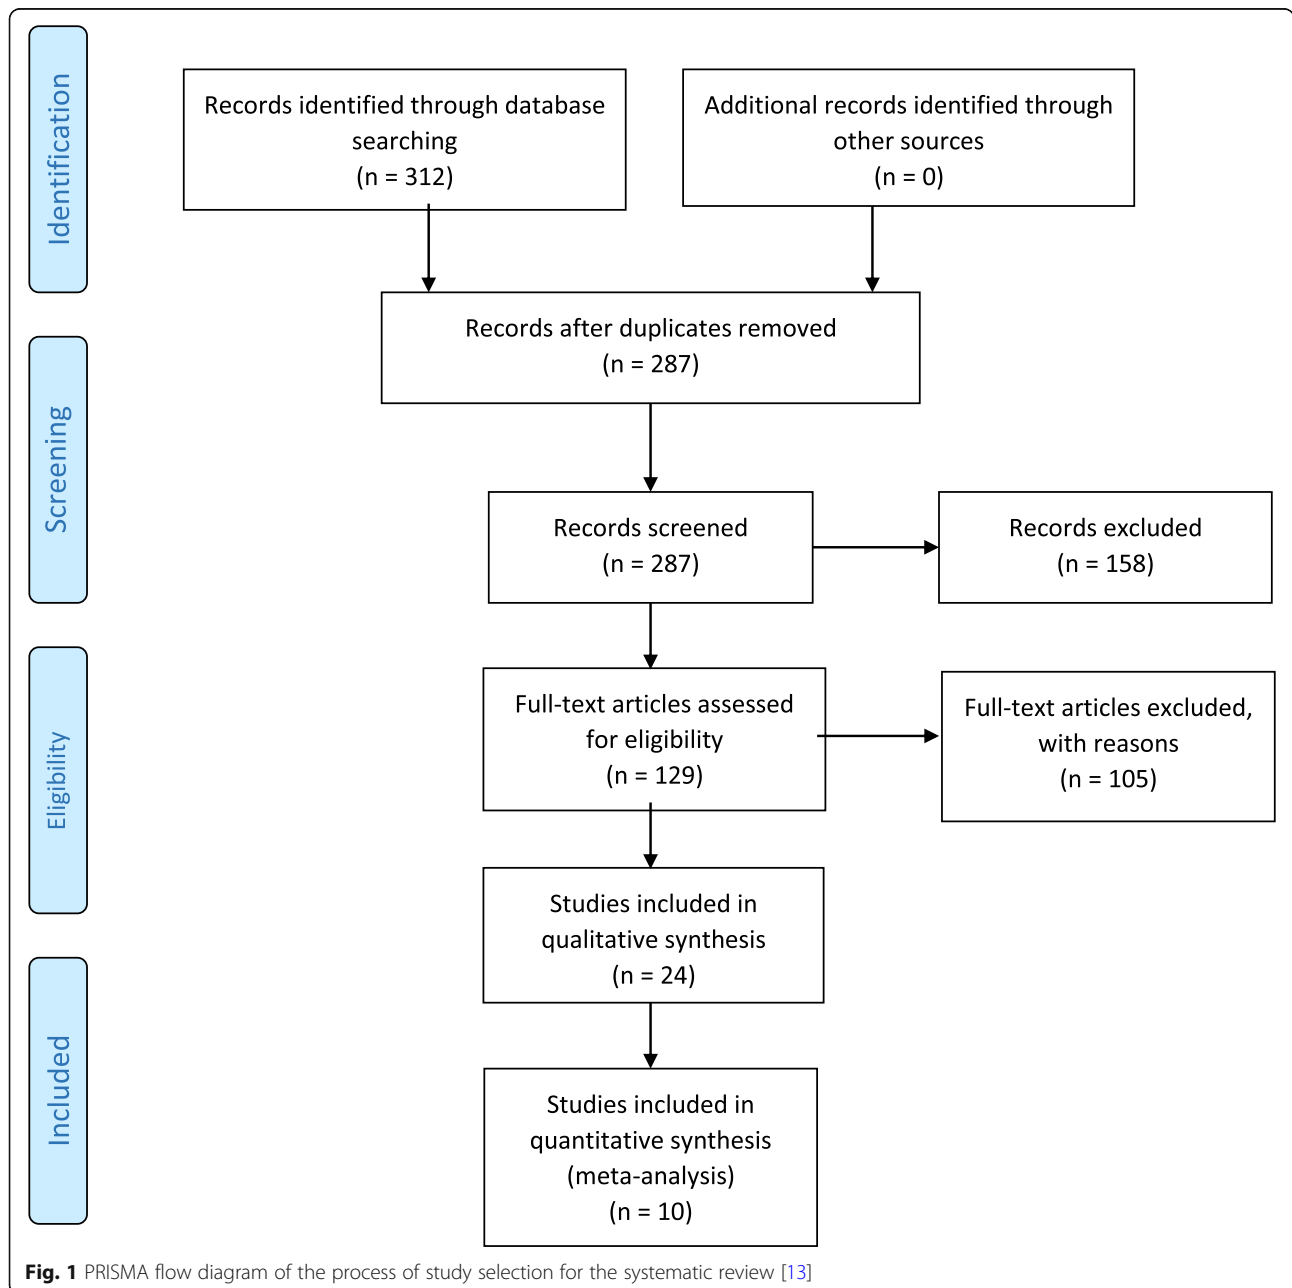 Identification
Records identified through database
searching
(n = 312)
Additional records identified through
other sources
(n = 0)
Records after duplicates removed
(n = 287)
Screening
Records screened
(n = 287)
Records excluded
(n = 158)
Eligibility
Full-text articles assessed
for eligibility
(n = 129)
Full-text articles excluded,
with reasons
(n = 105)
Studies included in
qualitative synthesis
(n = 24)
Included
Studies included in
quantitative synthesis
(meta-analysis)
(n = 10)
Fig. 1 PRISMA flow diagram of the process of study selection for the systematic review [13]